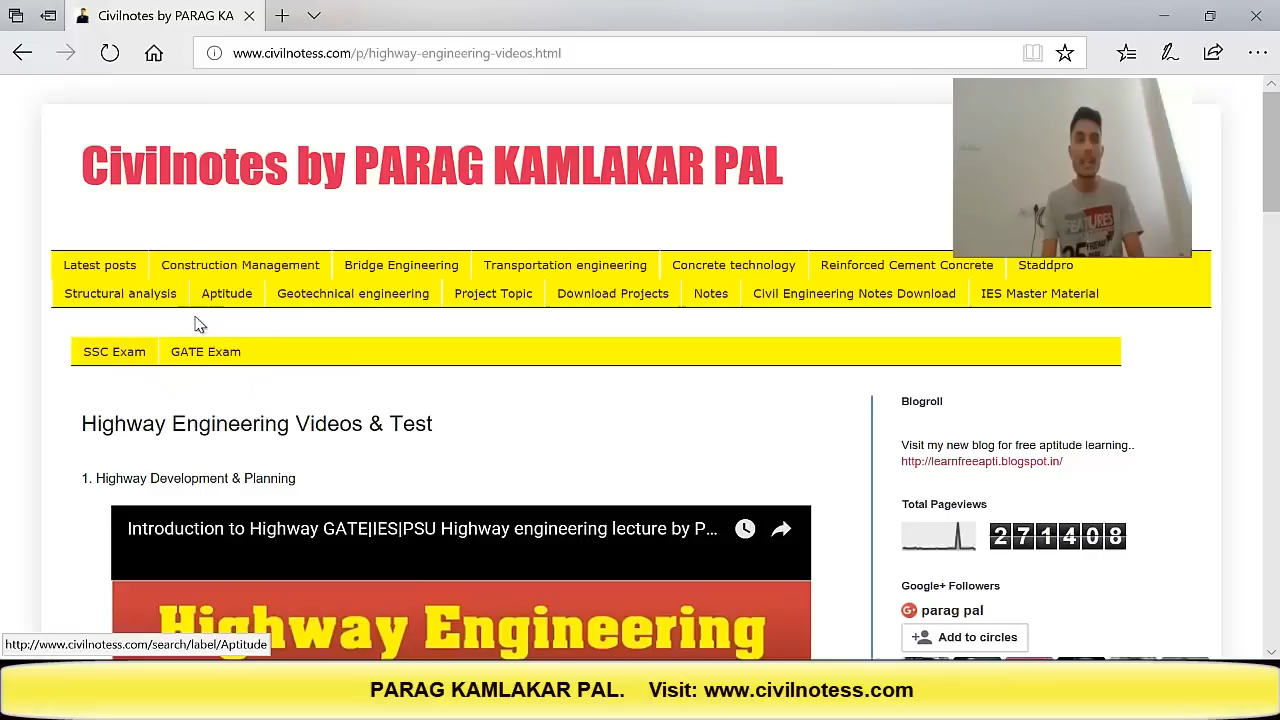 Civilnotes by PARAG KA
www.civilnotess.com/p/highway-engineering-videos.html
Civilnotes by PARAG KAMLAKAR PAL
Latest posts Construction Management Bridge Engineering Transportation engineering Concrete technology Reinforced Cement Concrete Staddpro
Structural analysis Aptitude Geotechnical engineering Project Topic Download Projects Notes Civil Engineering Notes Download IES Master Material
SSC Exam GATE Exam
Highway Engineering Videos & Test
1. Highway Development & Planning
Introduction to Highway GATE|IES|PSU Highway engineering lecture by P...
Highway Engineering
Blogroll
Visit my new blog for free aptitude learning..
http://learnfreeapti.blogspot.in/
Total Pageviews
271408
Google+ Followers
parag pal
Add to circles
http://www.civilnotess.com/search/label/Aptitude
PARAG KAMLAKAR PAL. Visit: www.civilnotess.com